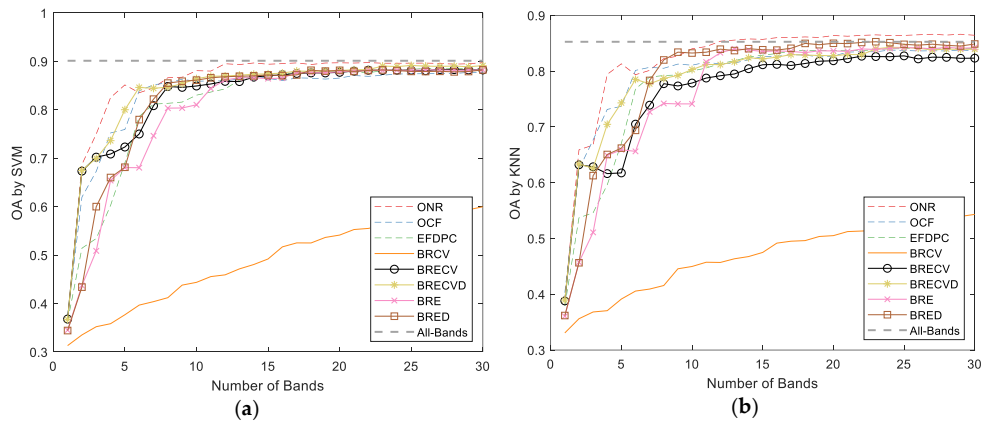 1
0.9
0.8
0.7
0.6
0.5
0.4
0.3
0
5
10
15
20
25
30
OA by SVM
Number of Bands
ONR
OCF
EFDPC
BRCV
BRECV
BRECVD
BRE
BRED
All-Bands
(a)
0.9
0.8
0.7
0.6
0.5
0.4
0.3
0
5
10
15
20
25
30
OA by KNN
Number of Bands
ONR
OCF
EFDPC
BRCV
BRECV
BRECVD
BRE
BRED
All-Bands
(b)